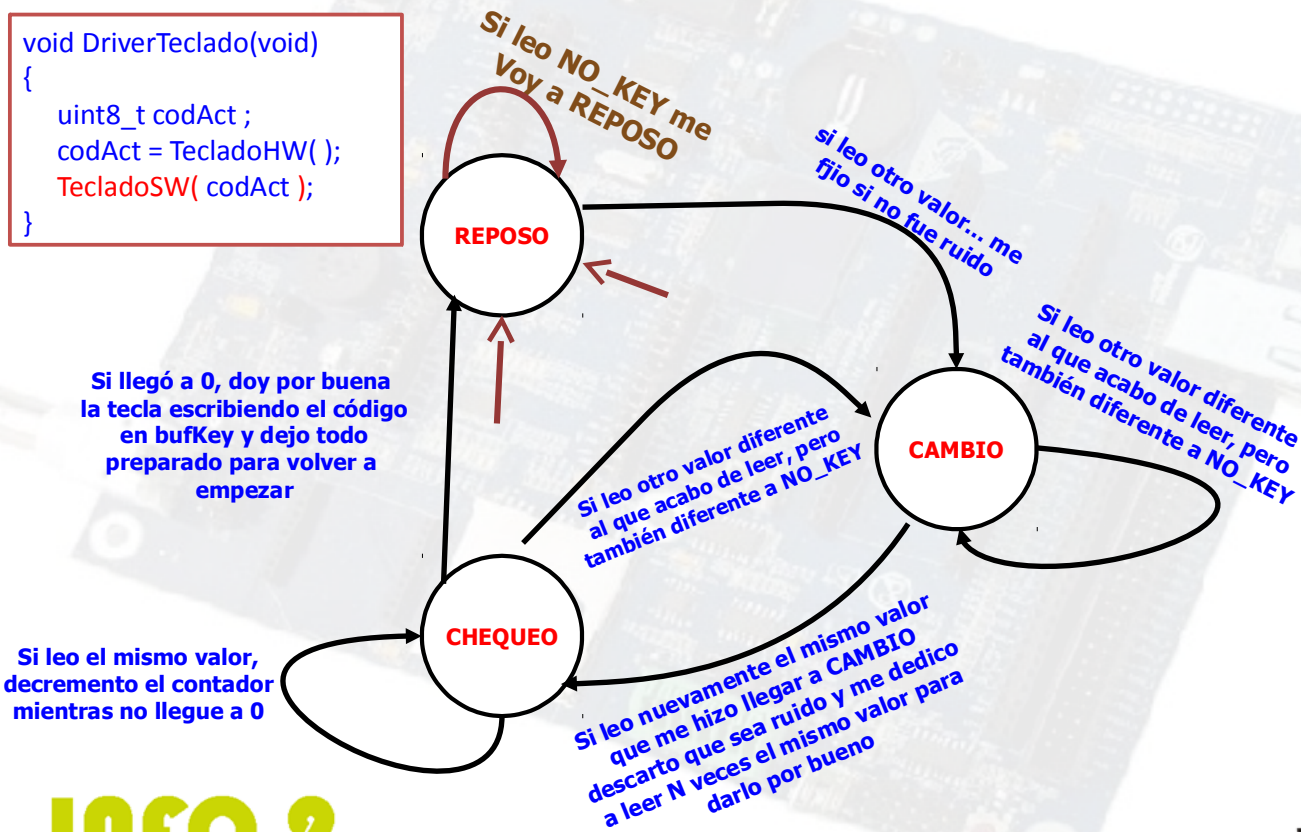 void DriverTeclado(void)
{
uint8_t codAct ;
codAct = TecladoHW( );
TecladoSW( codAct );
}
Si leo NO_KEY me
Voy a REPOSO
si leo otro valor... me
fjio si no fue ruido
REPOSO
Si leo otro valor diferente
al que acabo de leer, pero
también diferente a NO_KEY
Si llegó a 0, doy por buena
la tecla escribiendo el código
en bufKey y dejo todo
preparado para volver a
empezar
Si leo otro valor diferente
al que acabo de leer, pero
también diferente a NO_KEY
CAMBIO
CHEQUEO
Si leo el mismo valor,
decremento el contador
mientras no llegue a 0
Si leo nuevamente el mismo valor
que me hizo llegar a CAMBIO
descarto que sea ruido y me dedico
a leer N veces el mismo valor para
darlo por bueno